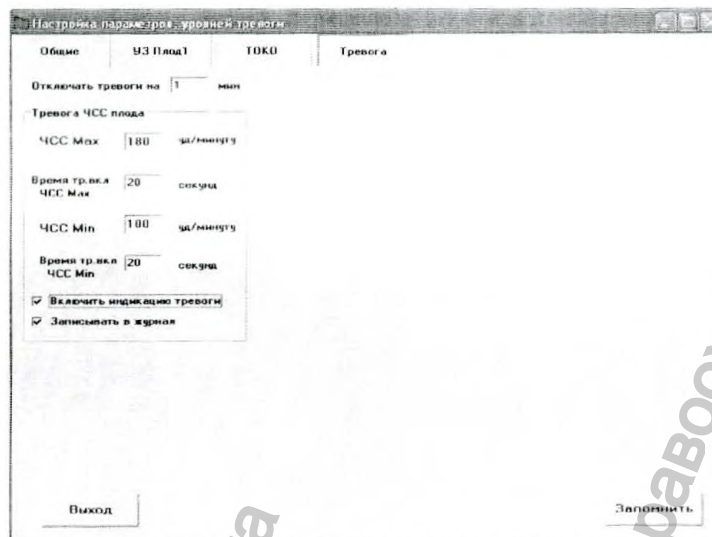 Настройка параметров, уровней тревоги
Общие УЗ Плод1 ТОКО Тревога
Отключать тревоги на 1 мин
Тревога ЧСС плода
ЧСС Max 180 уд/минуту
Время тр.вкл 20 секунд
ЧСС Max
ЧСС Min 100 уд/минуту
Время тр.вкл 20 секунд
ЧСС Min
Включить индикацию тревоги
Записывать в журнал
Выход Запомнить